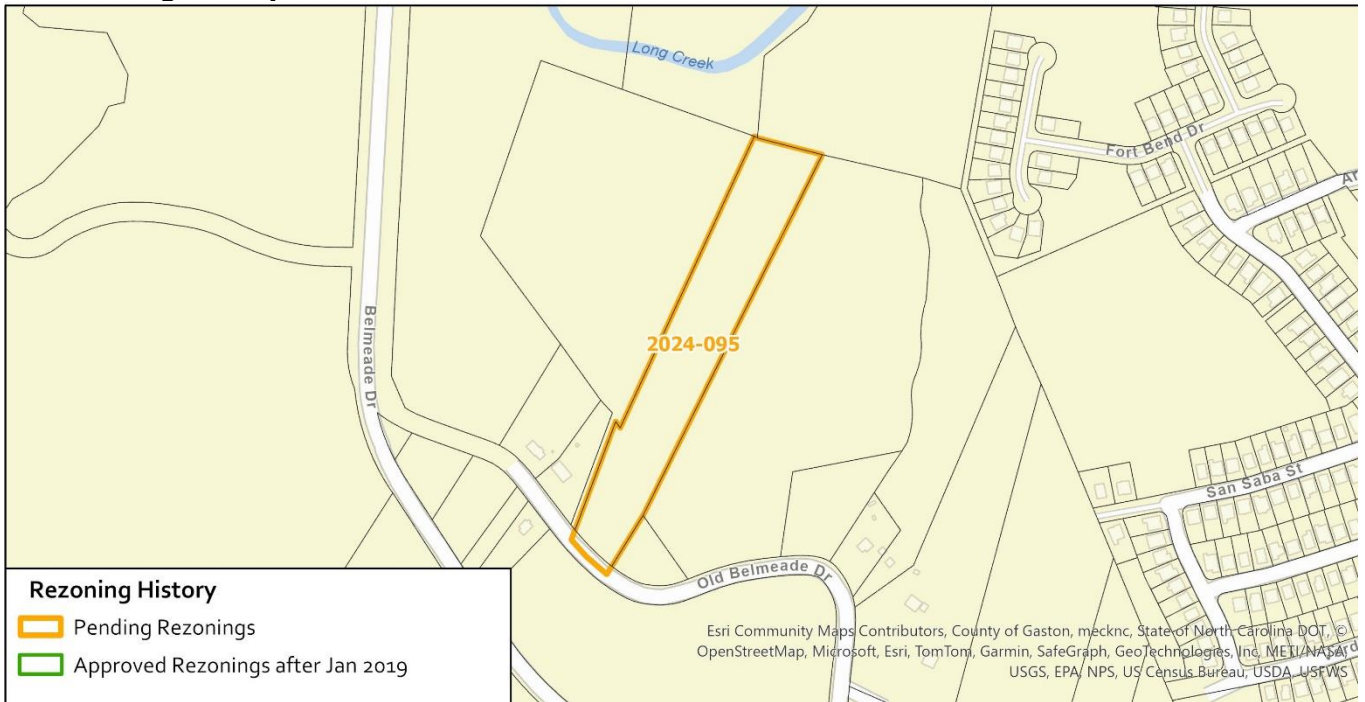 Long Creek
Fort Bend Dr
2024-095
Belmeade Dr
San Saba St
Old Belmeade Dr
Rezoning History
Pending Rezonings
Approved Rezonings after Jan 2019
Esri Community Maps Contributors, County of Gaston, mecknc, State of North Carolina DOT, ©
OpenStreetMap, Microsoft, Esri, TomTom, Garmin, SafeGraph, GeoTechnologies, Inc, METI/NASA,
USGS, EPA, NPS, US Census Bureau, USDA, USFWS